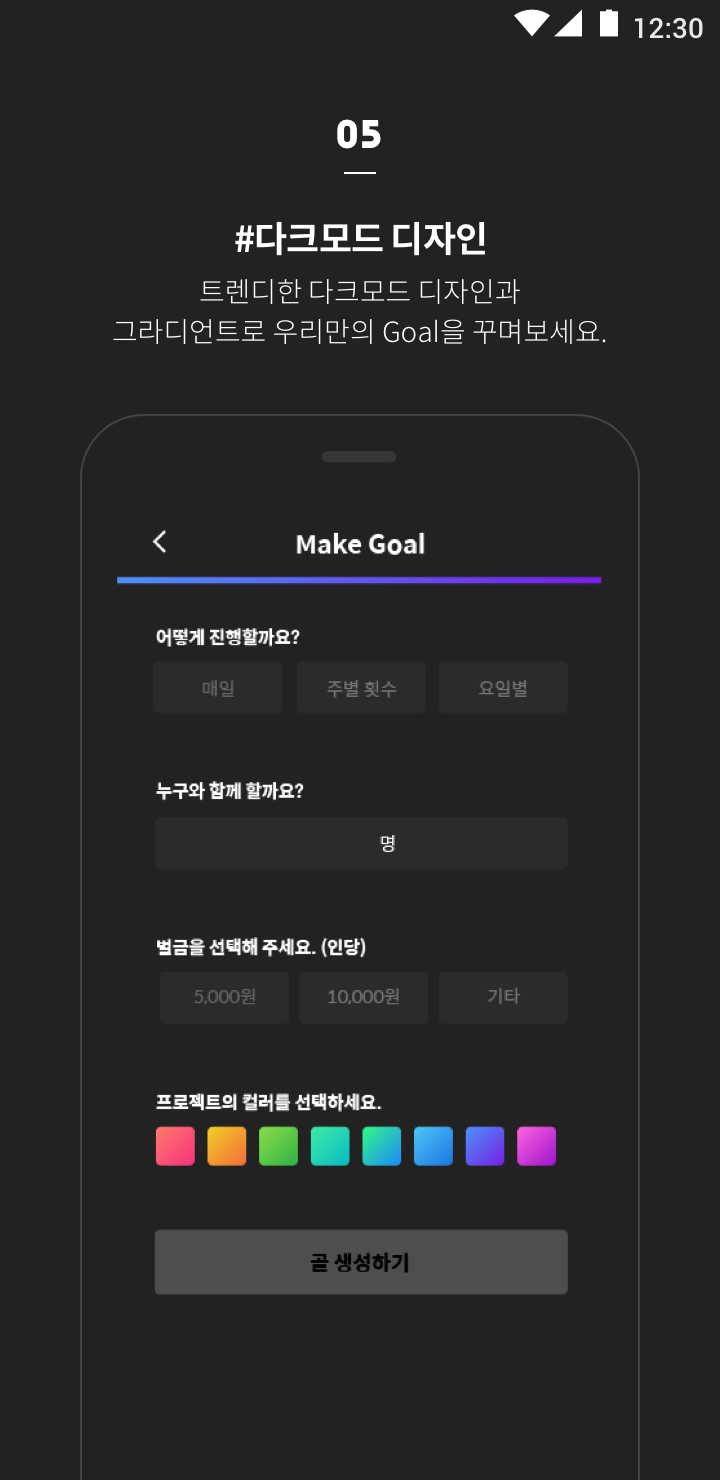 12:30
05
#다크모드 디자인
트렌디한 다크모드 디자인과
그라디언트로 우리만의 Goal을 꾸며보세요.
Make Goal
어떻게 진행할까요?
매일 주별 횟수 요일별
누구와 함께 할까요?
명
벌금을 선택해 주세요. (인당)
5,000원 10,000원 기타
프로젝트의 컬러를 선택하세요.
골 생성하기